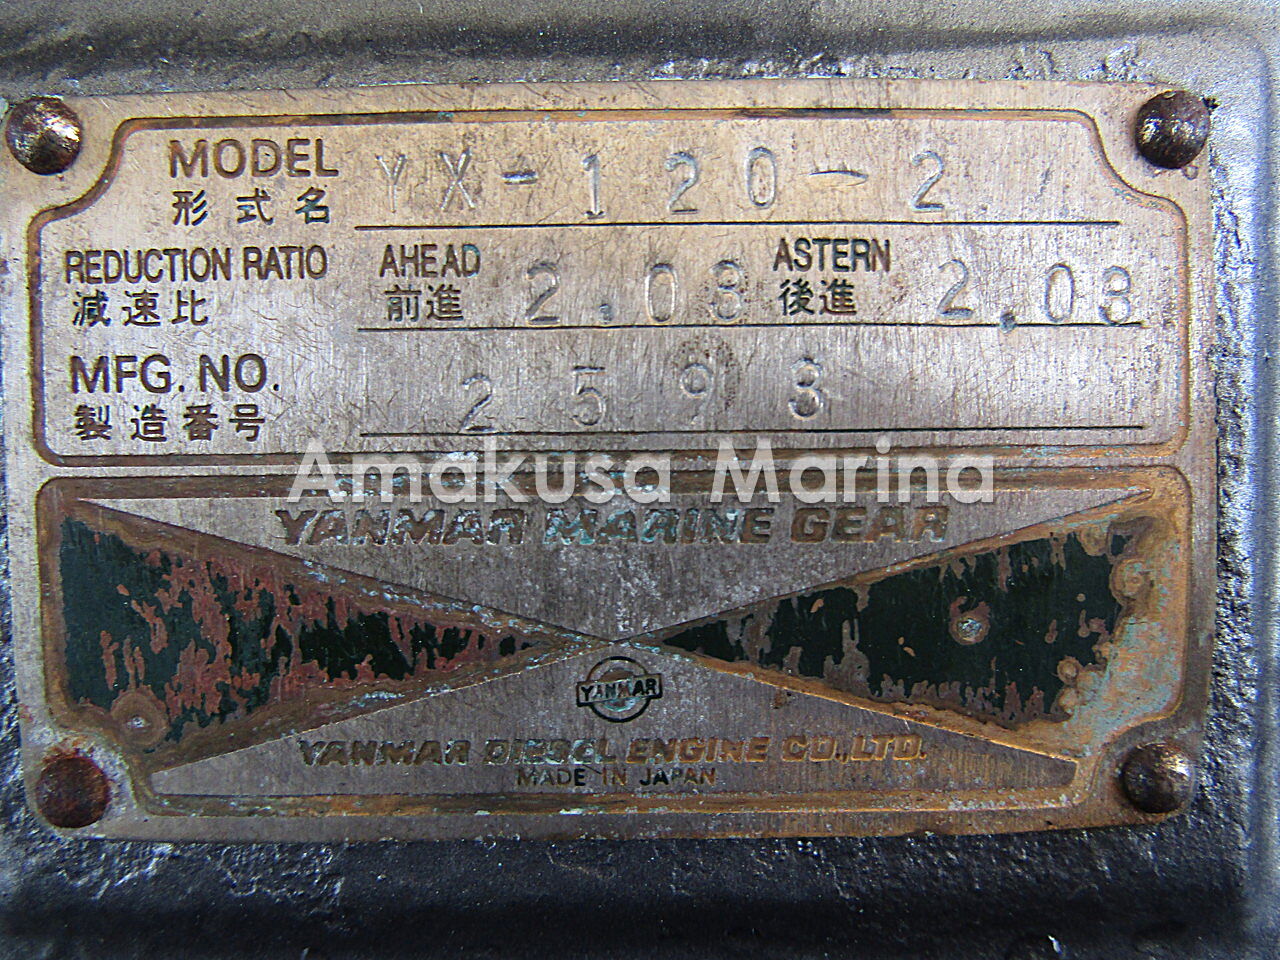 MODEL YX-120-2
形式名
REDUCTION RATIO AHEAD 2.08 ASTERN 2.08
減速比 前進 後進
MFG. NO. 2598
製造番号
Amakusa Marina
YANMAR MARINE GEAR
YANMAR
YANMAR DIESEL ENGINE CO., LTD.
MADE IN JAPAN